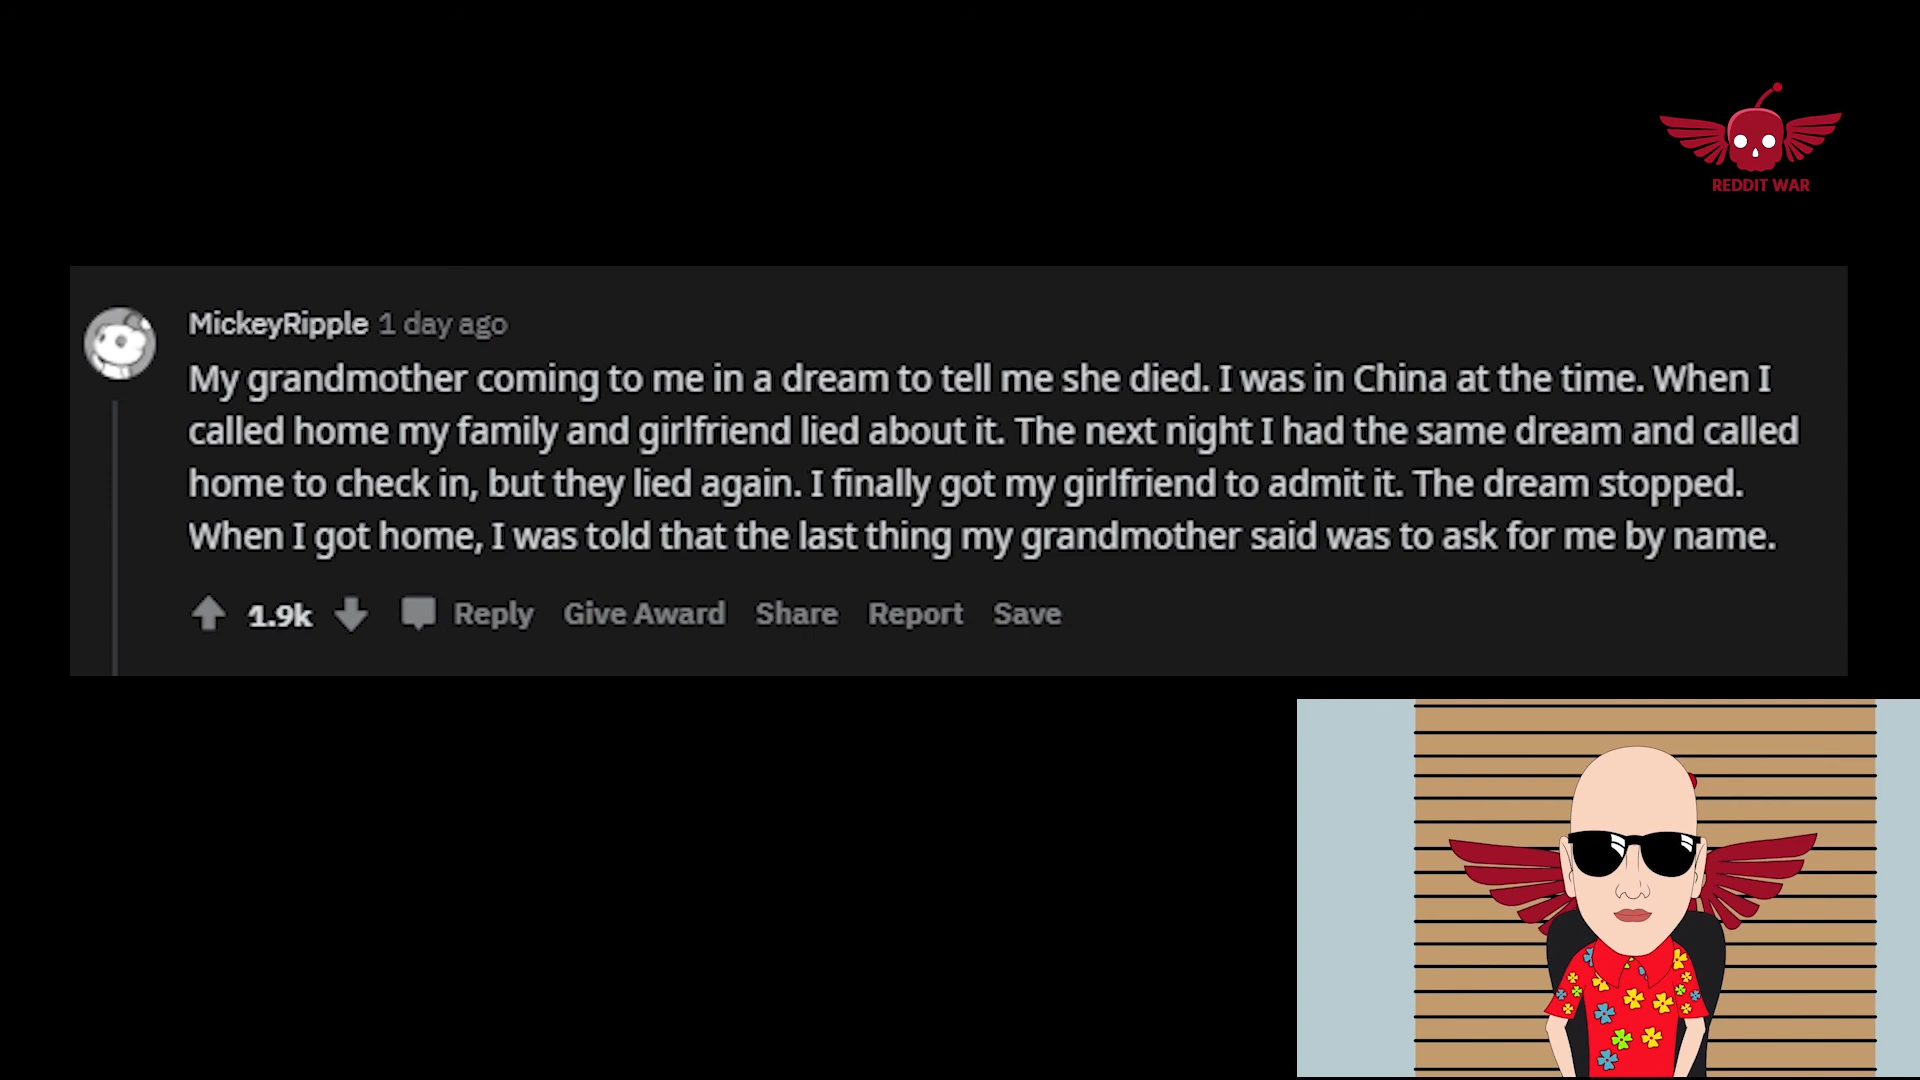 REDDIT WAR
MickeyRipple 1 day ago
My grandmother coming to me in a dream to tell me she died. I was in China at the time. When I
called home my family and girlfriend lied about it. The next night I had the same dream and called
home to check in, but they lied again. I finally got my girlfriend to admit it. The dream stopped.
When I got home, I was told that the last thing my grandmother said was to ask for me by name.
1.9k Reply Give Award Share Report Save